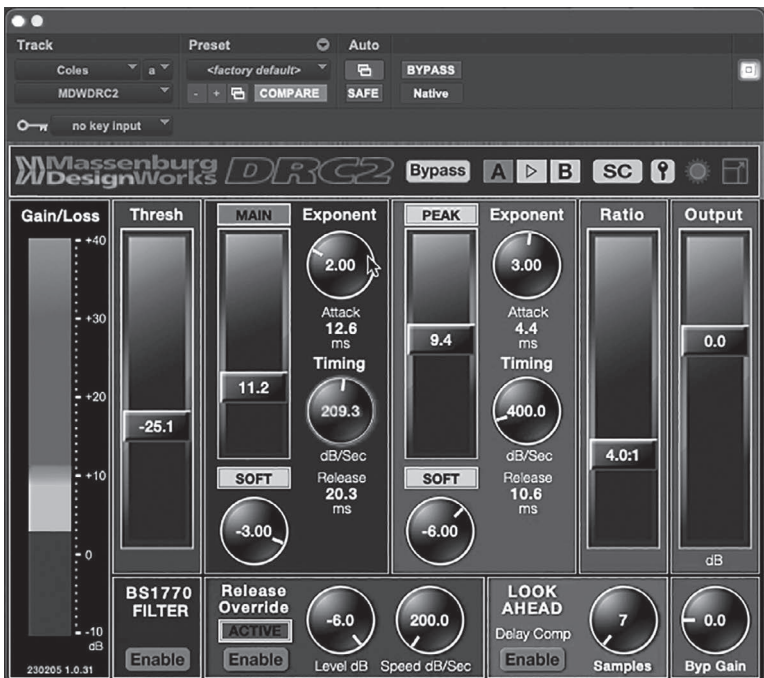 Track
Preset
Auto
Coles
a
<factory default>
BYPASS
MDWDRC2
- +
COMPARE
SAFE
Native
no key input
Massenburg
DesignWorks
DRC2
Bypass
A
B
SC
Gain/Loss
+40
+30
+20
+10
0
-10
dB
230205 1.0.31
Thresh
-25.1
MAIN
11.2
SOFT
-3.00
Exponent
2.00
Attack
12.6
ms
Timing
209.3
dB/Sec
Release
20.3
ms
PEAK
9.4
SOFT
-6.00
Exponent
3.00
Attack
4.4
ms
Timing
400.0
dB/Sec
Release
10.6
ms
Ratio
4.0:1
Output
0.0
dB
BS1770
FILTER
Enable
Release
Override
ACTIVE
Enable
-6.0
Level dB
200.0
Speed dB/Sec
LOOK
AHEAD
Delay Comp
Enable
7
Samples
0.0
Byp Gain